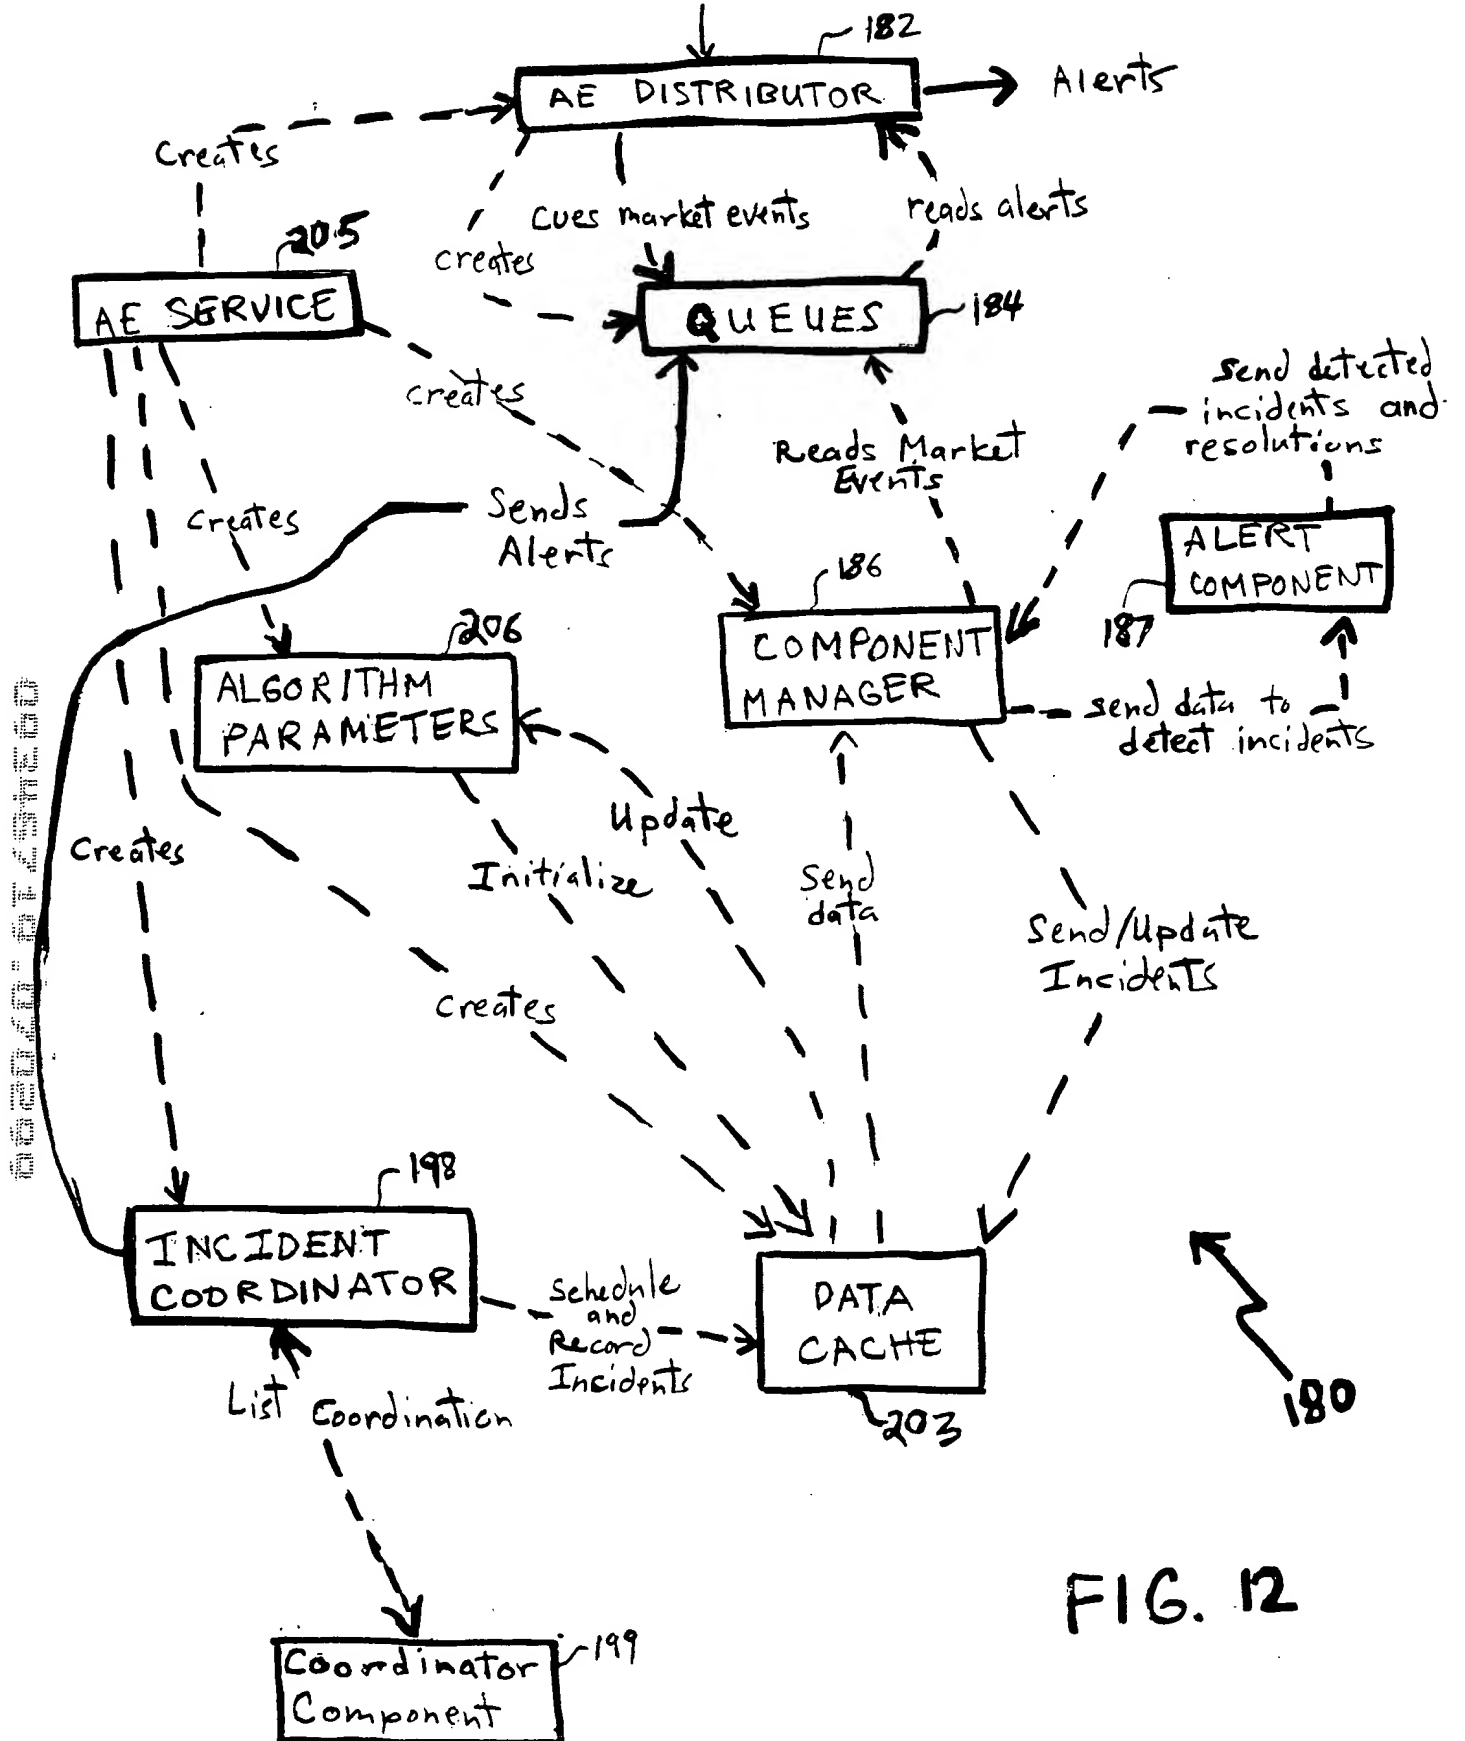 182
AE DISTRIBUTOR
Alerts
Creates
Cues market events
reads alerts
205
creates
AE SERVICE
QUEUES
184
creates
send detected
incidents and
resolutions
Reads Market
Events
creates
Sends
Alerts
ALERT
COMPONENT
187
186
206
COMPONENT
MANAGER
ALGORITHM
PARAMETERS
send data to
detect incidents
Update
Creates
Initialize
Send
data
Send/Update
Incidents
creates
198
INCIDENT
COORDINATOR
Schedule
and
Record
Incidents
DATA
CACHE
203
180
List Coordination
FIG. 12
199
Coordinator
Component